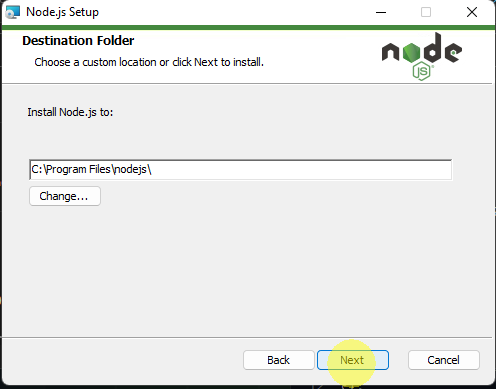 Node.js Setup
Destination Folder
Choose a custom location or click Next to install.
node
JS
Install Node.js to:
C:\Program Files\nodejs\
Change...
Back
Next
Cancel